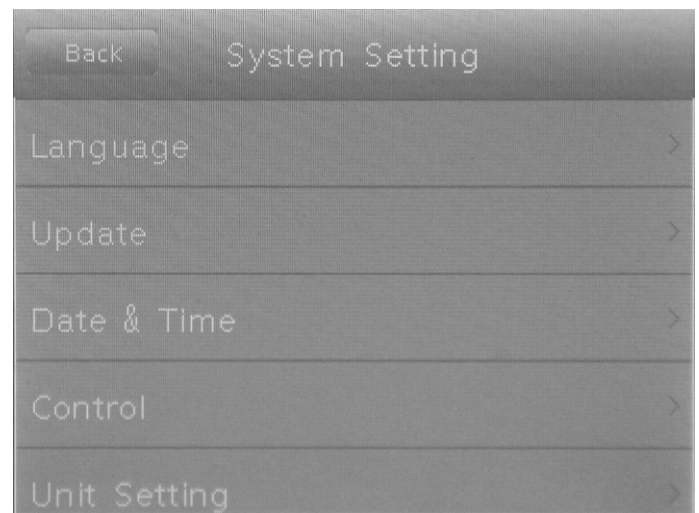 Back System Setting
Language
Update
Date & Time
Control
Unit Setting